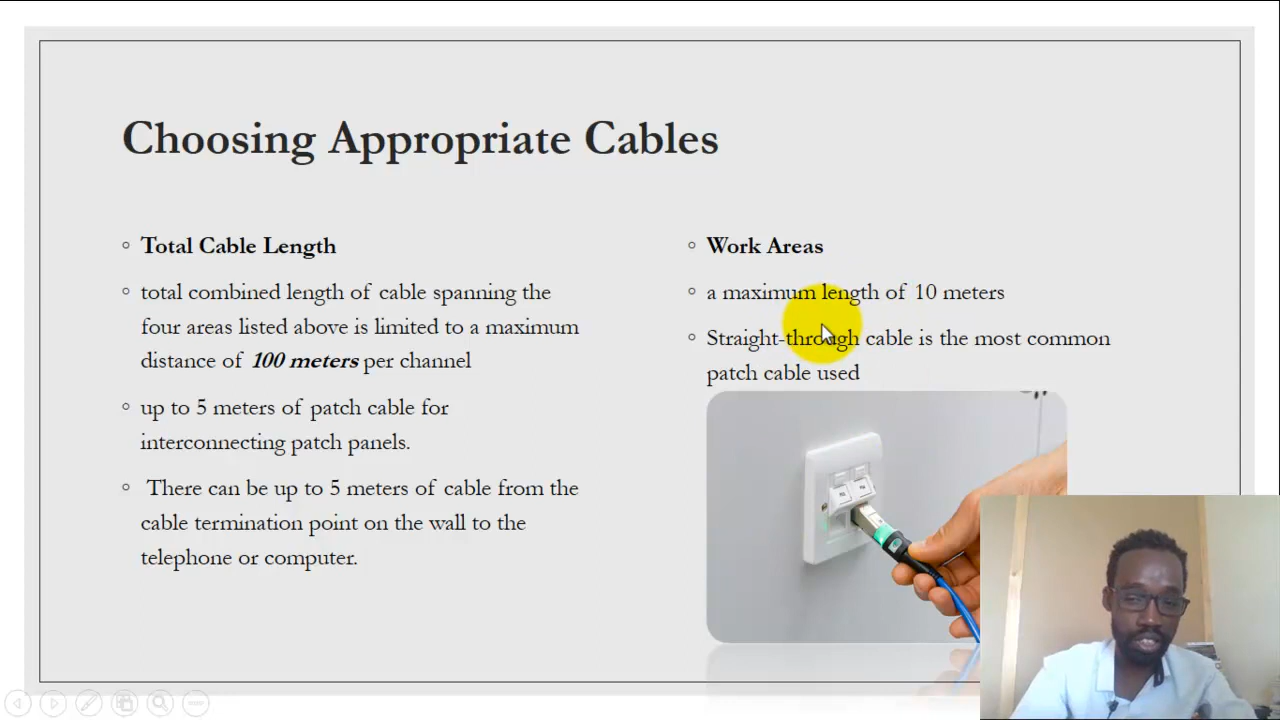 Choosing Appropriate Cables
Total Cable Length
total combined length of cable spanning the
four areas listed above is limited to a maximum
distance of 100 meters per channel
up to 5 meters of patch cable for
interconnecting patch panels.
There can be up to 5 meters of cable from the
cable termination point on the wall to the
telephone or computer.
Work Areas
a maximum length of 10 meters
Straight-through cable is the most common
patch cable used